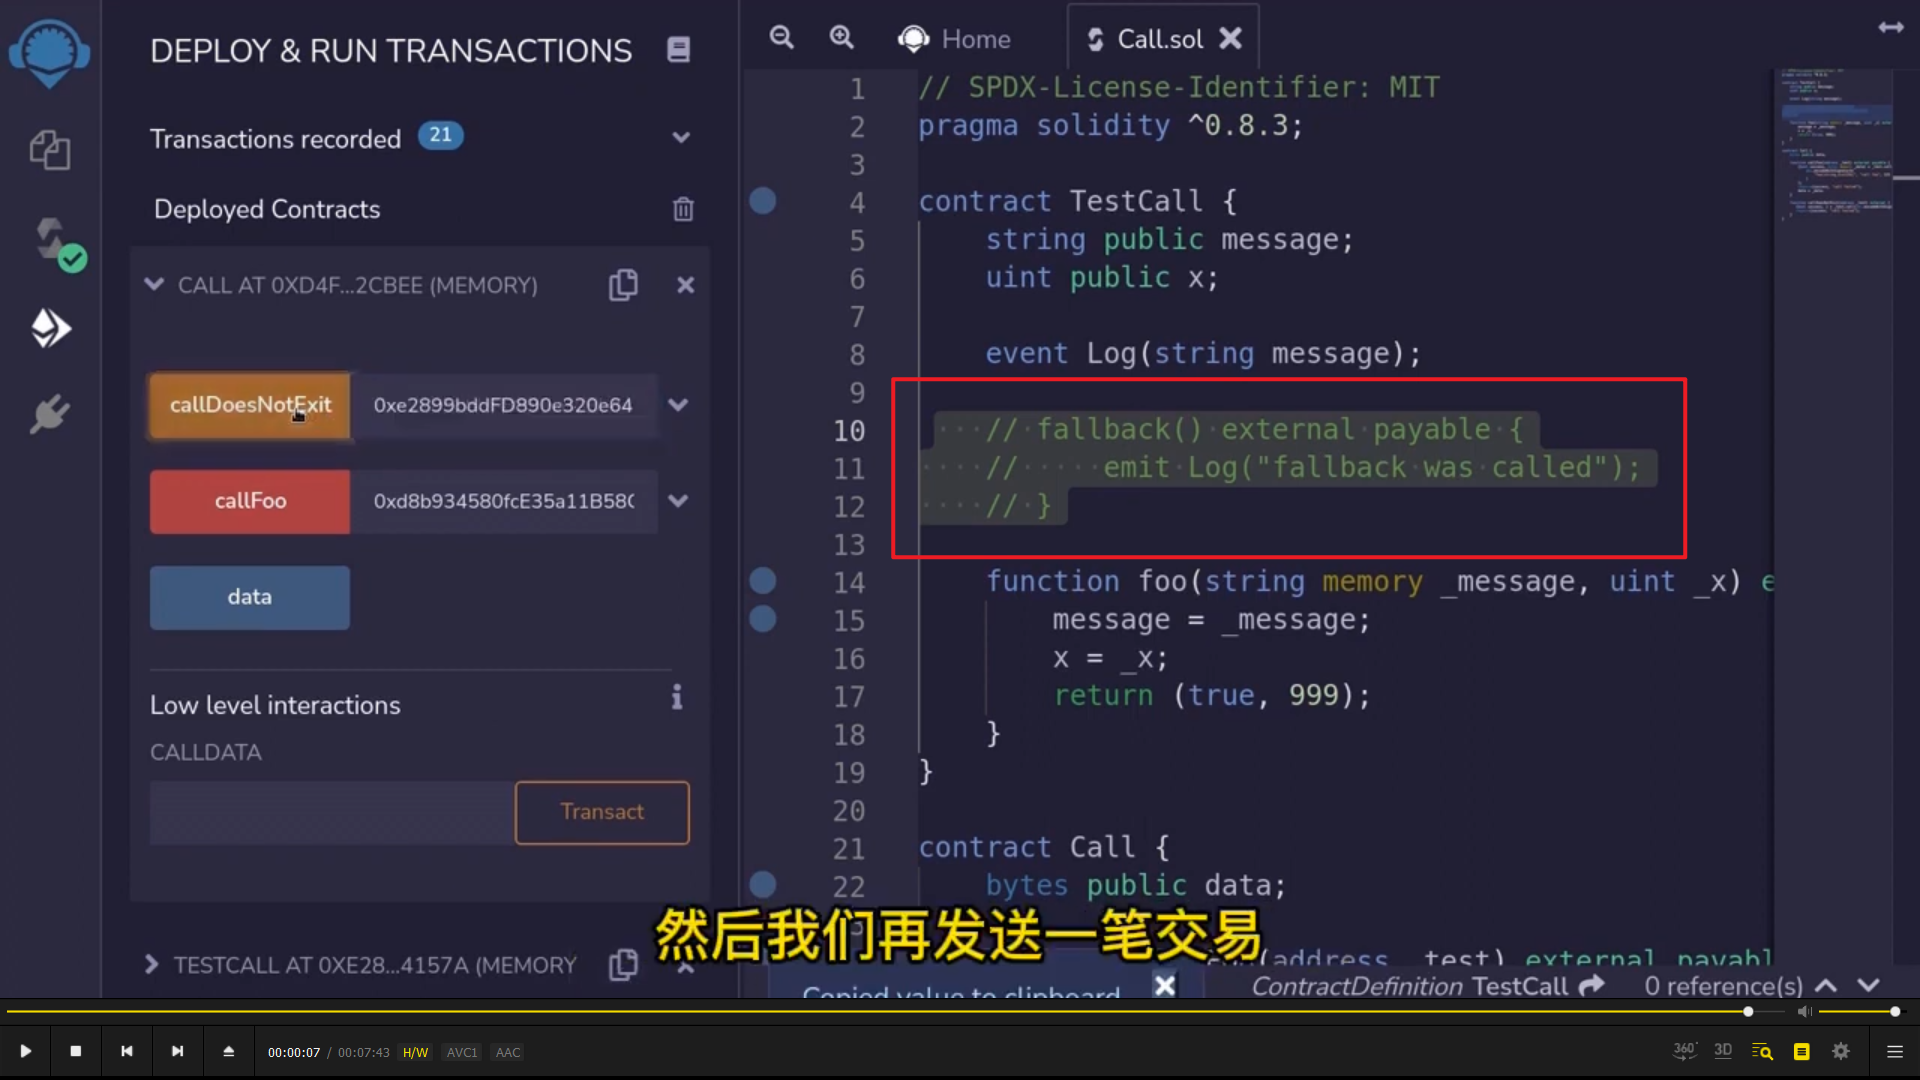 DEPLOY & RUN TRANSACTIONS
Transactions recorded 21
Deployed Contracts
CALL AT 0XD4F...2CBEE (MEMORY)
callDoesNotExit 0xe2899bddFD890e320e64
callFoo 0xd8b934580fcE35a11B58
data
Low level interactions
CALLDATA
Transact
TESTCALL AT 0XE28...4157A (MEMORY
Home
Call.sol
1 // SPDX-License-Identifier: MIT
2 pragma solidity ^0.8.3;
3
4 contract TestCall {
5 string public message;
6 uint public x;
7
8 event Log(string message);
9
10 // fallback() external payable {
11 // emit Log("fallback was called");
12 // }
13
14 function foo(string memory _message, uint _x) e
15 message = _message;
16 x = _x;
17 return (true, 999);
18 }
19 }
20
21 contract Call {
22 bytes public data;
(address _test) external payabl
然后我们再发送一笔交易
Copied value to clipboard
ContractDefinition TestCall 0 reference(s)
00:00:07 / 00:07:43 H/W AVC1 AAC
360° 3D